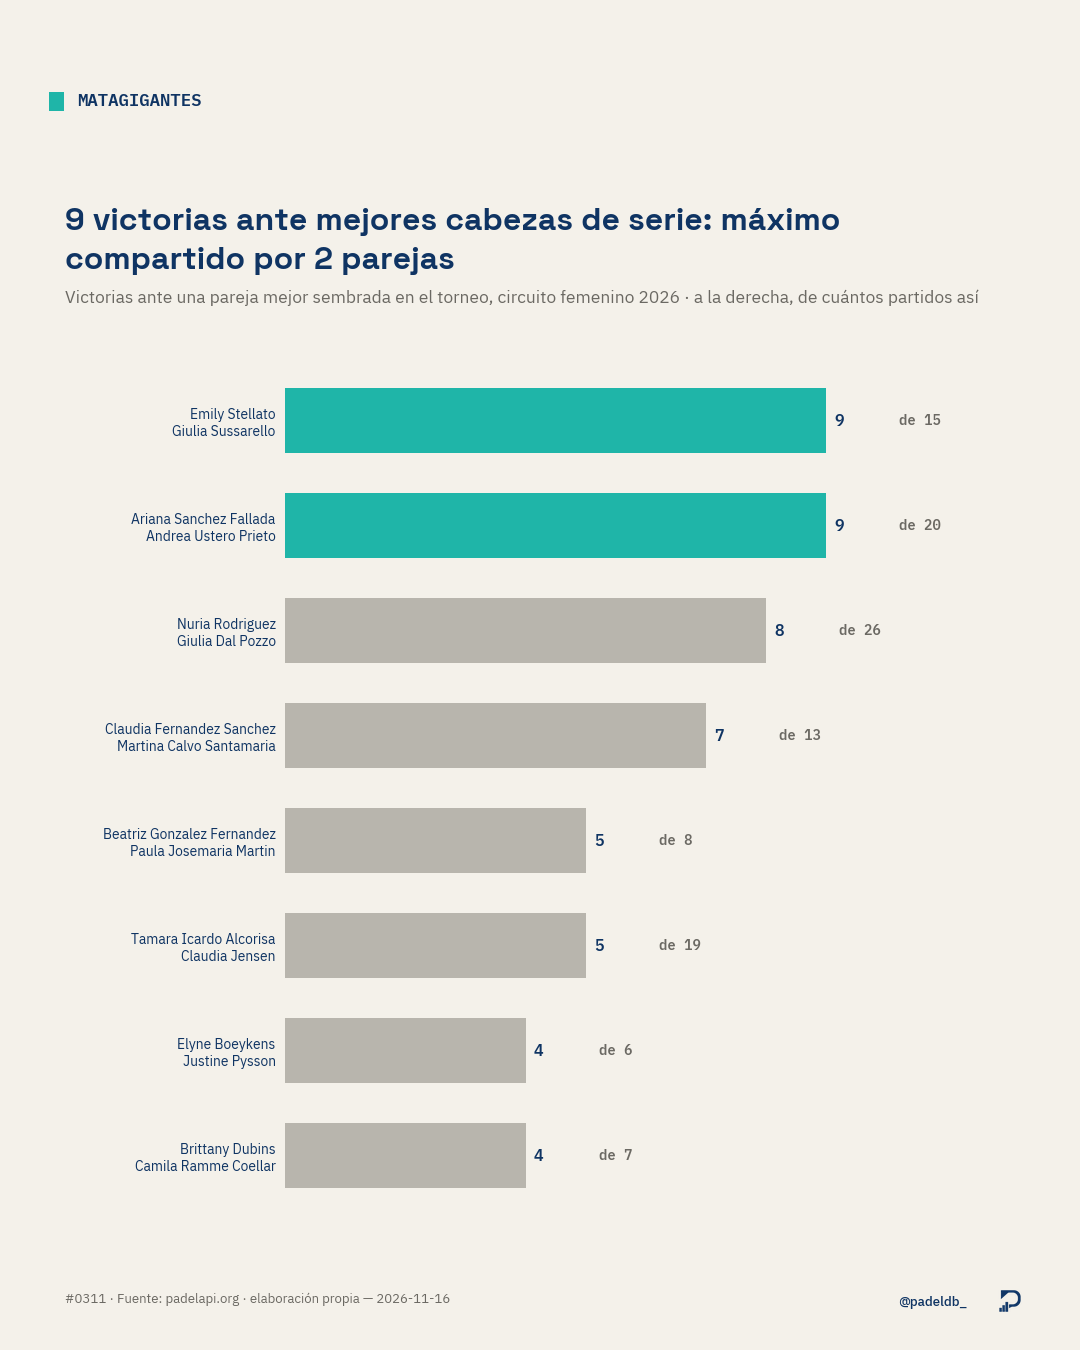 MATAGIGANTES
9 victorias ante mejores cabezas de serie: máximo
compartido por 2 parejas
Victorias ante una pareja mejor sembrada en el torneo, circuito femenino 2026 · a la derecha, de cuántos partidos así
Emily Stellato
Giulia Sussarello
9 de 15
Ariana Sanchez Fallada
Andrea Ustero Prieto
9 de 20
Nuria Rodriguez
Giulia Dal Pozzo
8 de 26
Claudia Fernandez Sanchez
Martina Calvo Santamaria
7 de 13
Beatriz Gonzalez Fernandez
Paula Josemaria Martin
5 de 8
Tamara Icardo Alcorisa
Claudia Jensen
5 de 19
Elyne Boeykens
Justine Pysson
4 de 6
Brittany Dubins
Camila Ramme Coellar
4 de 7
#0311 · Fuente: padelapi.org · elaboración propia — 2026-11-16
@padeldb_